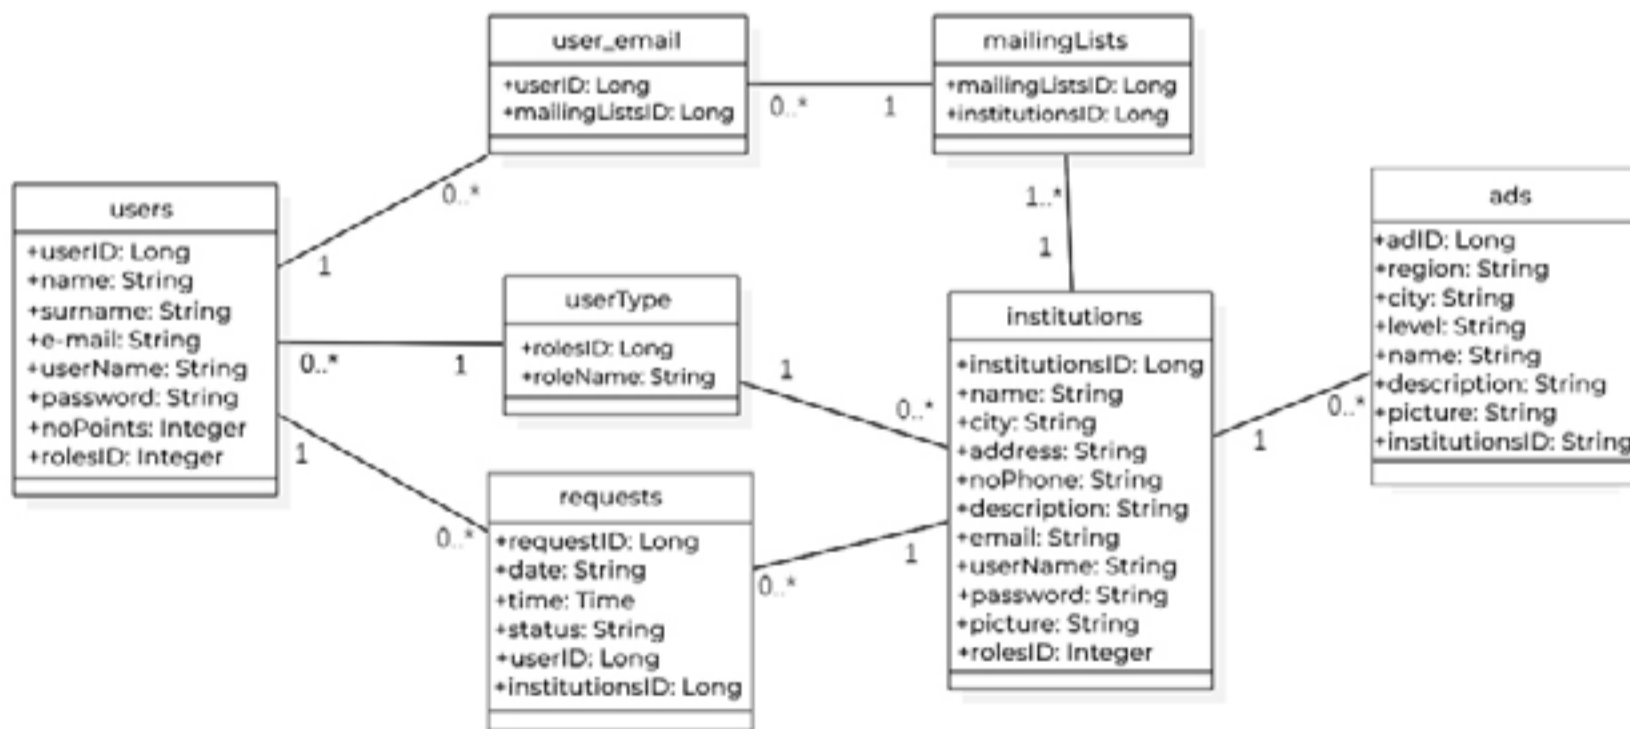 user_email
+userID: Long
+mailingListsID: Long
0..*
1
mailingLists
+mailingListsID: Long
+institutionsID: Long
0..*
1
1..*
1
users
+userID: Long
+name: String
+surname: String
+e-mail: String
+userName: String
+password: String
+noPoints: Integer
+rolesID: Integer
0..*
1
userType
+rolesID: Long
+roleName: String
1
0..*
1
0..*
requests
+requestID: Long
+date: String
+time: Time
+status: String
+userID: Long
+institutionsID: Long
0..*
1
institutions
+institutionsID: Long
+name: String
+city: String
+address: String
+noPhone: String
+description: String
+email: String
+userName: String
+password: String
+picture: String
+rolesID: Integer
1
0..*
ads
+adID: Long
+region: String
+city: String
+level: String
+name: String
+description: String
+picture: String
+institutionsID: String